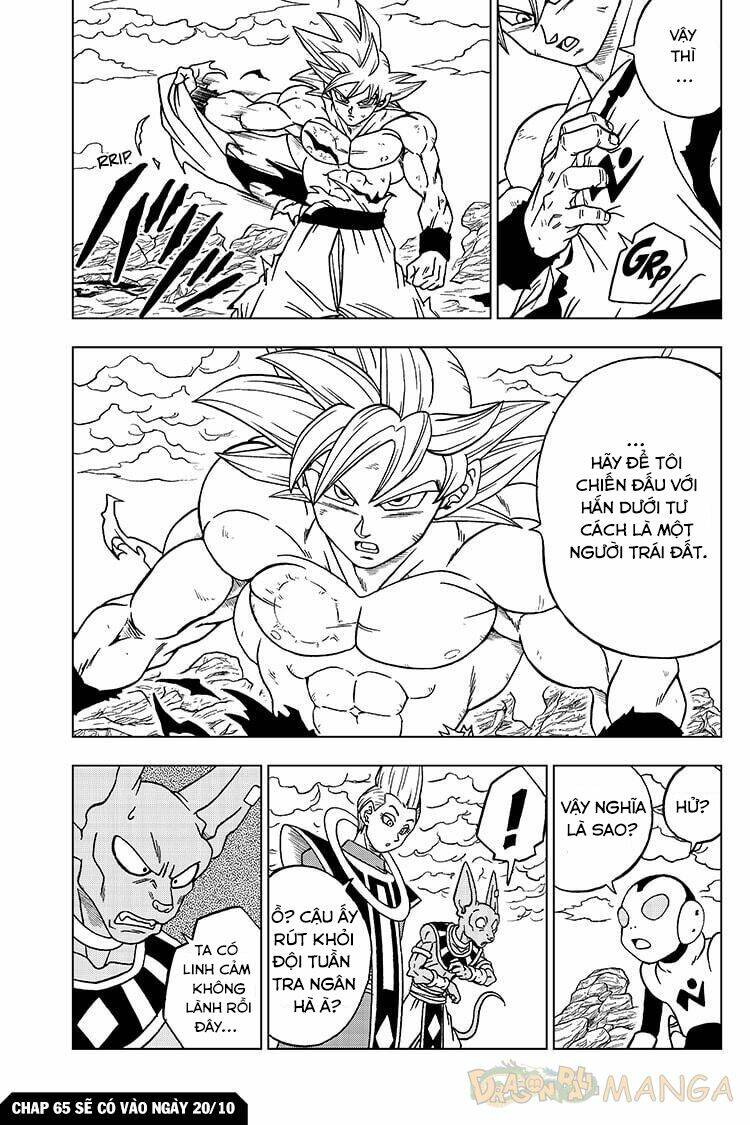 VẬY
THÌ
...
GRP
RRIP
...
HÃY ĐỂ TÔI
CHIẾN ĐẤU VỚI
HẮN DƯỚI TƯ
CÁCH LÀ MỘT
NGƯỜI TRÁI ĐẤT.
HỬ?
VẬY NGHĨA
LÀ SAO?
!
Ồ? CẬU ẤY
RÚT KHỎI
ĐỘI TUẦN
TRA NGÂN
HÀ À?
TA CÓ
LINH CẢM
KHÔNG
LÀNH RỒI
ĐÂY...
CHAP 65 SẼ CÓ VÀO NGÀY 20/10
DRAGON BALL MANGA